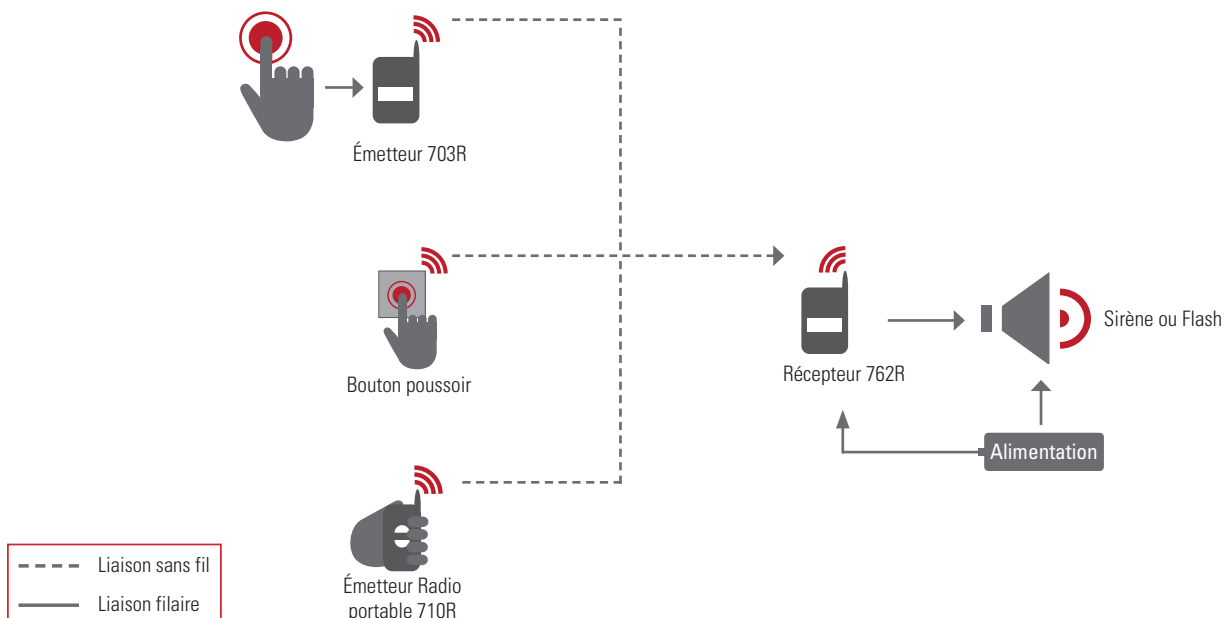 Émetteur 703R
Bouton poussoir
Récepteur 762R
Sirène ou Flash
Alimentation
Émetteur Radio
portable 710R
Liaison sans fil
Liaison filaire